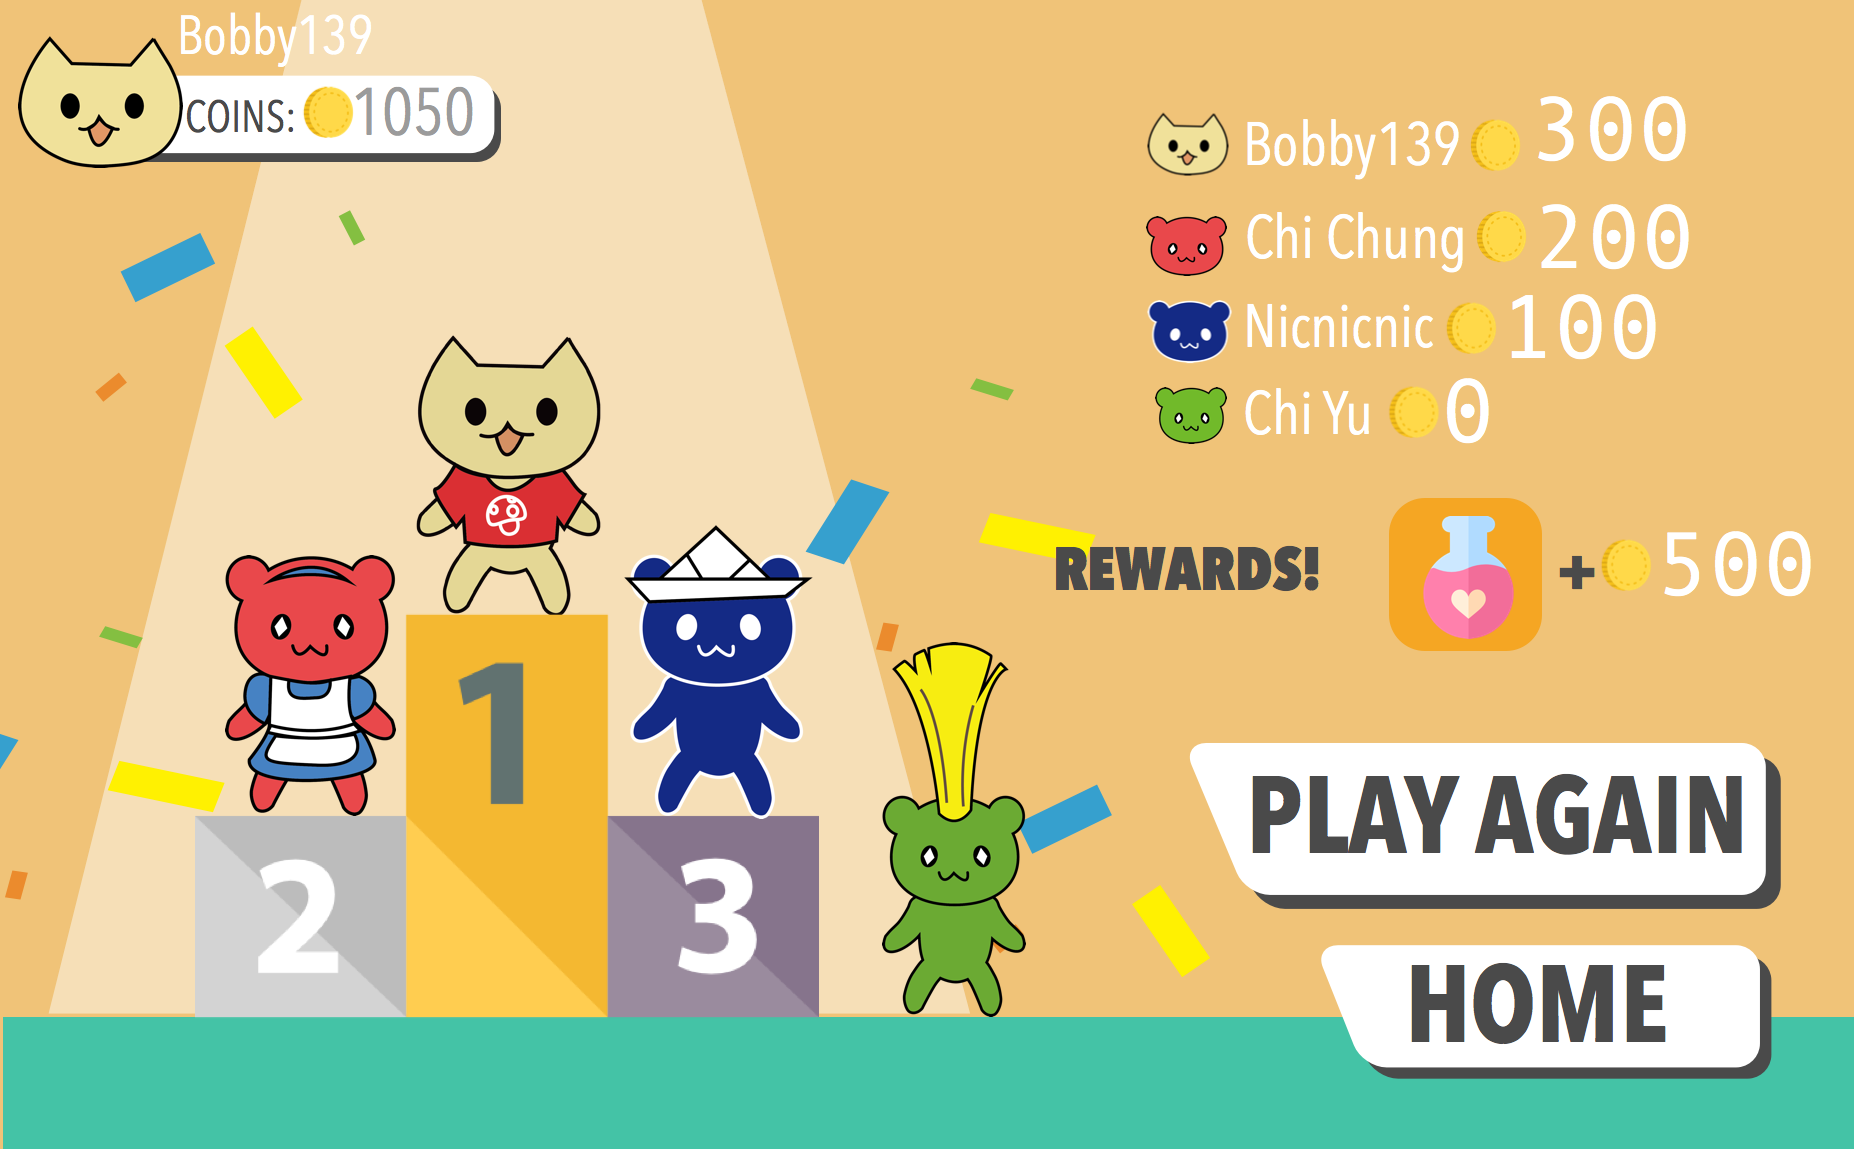 Bobby139
COINS: 1050
Bobby139 300
Chi Chung 200
Nicnicnic 100
Chi Yu 0
REWARDS! + 500
1
2
3
PLAY AGAIN
HOME